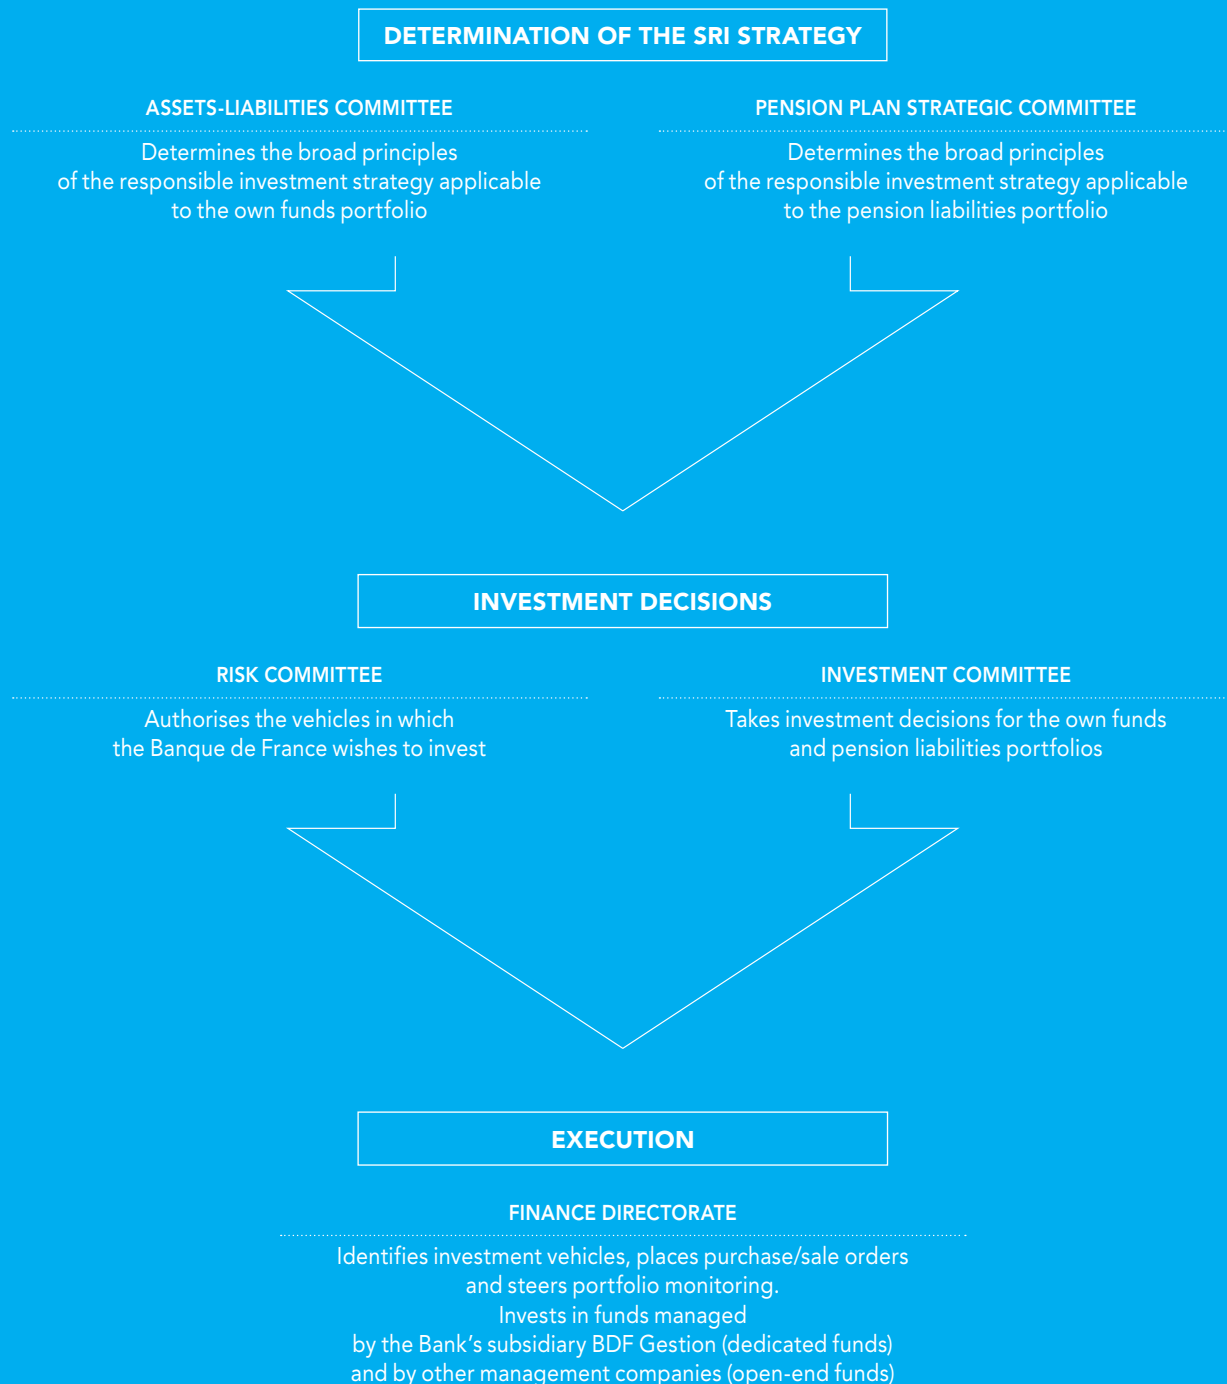 DETERMINATION OF THE SRI STRATEGY
ASSETS-LIABILITIES COMMITTEE
Determines the broad principles
of the responsible investment strategy applicable
to the own funds portfolio
PENSION PLAN STRATEGIC COMMITTEE
Determines the broad principles
of the responsible investment strategy applicable
to the pension liabilities portfolio
INVESTMENT DECISIONS
RISK COMMITTEE
Authorises the vehicles in which
the Banque de France wishes to invest
INVESTMENT COMMITTEE
Takes investment decisions for the own funds
and pension liabilities portfolios
EXECUTION
FINANCE DIRECTORATE
Identifies investment vehicles, places purchase/sale orders
and steers portfolio monitoring.
Invests in funds managed
by the Bank’s subsidiary BDF Gestion (dedicated funds)
and by other management companies (open-end funds)